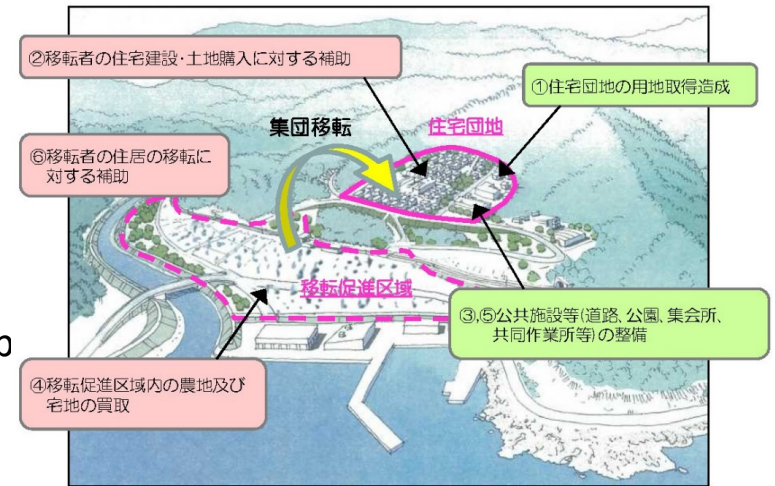 ②移転者の住宅建設・土地購入に対する補助
①住宅団地の用地取得造成
集団移転
住宅団地
⑥移転者の住居の移転に
対する補助
移転促進区域
③,⑤公共施設等(道路、公園、集会所、
共同作業所等)の整備
④移転促進区域内の農地及び
宅地の買取